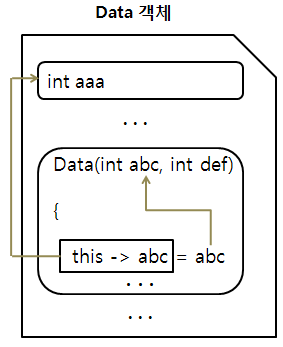 Data 객체
int aaa
...
Data(int abc, int def)
{
this -> abc = abc
...
...